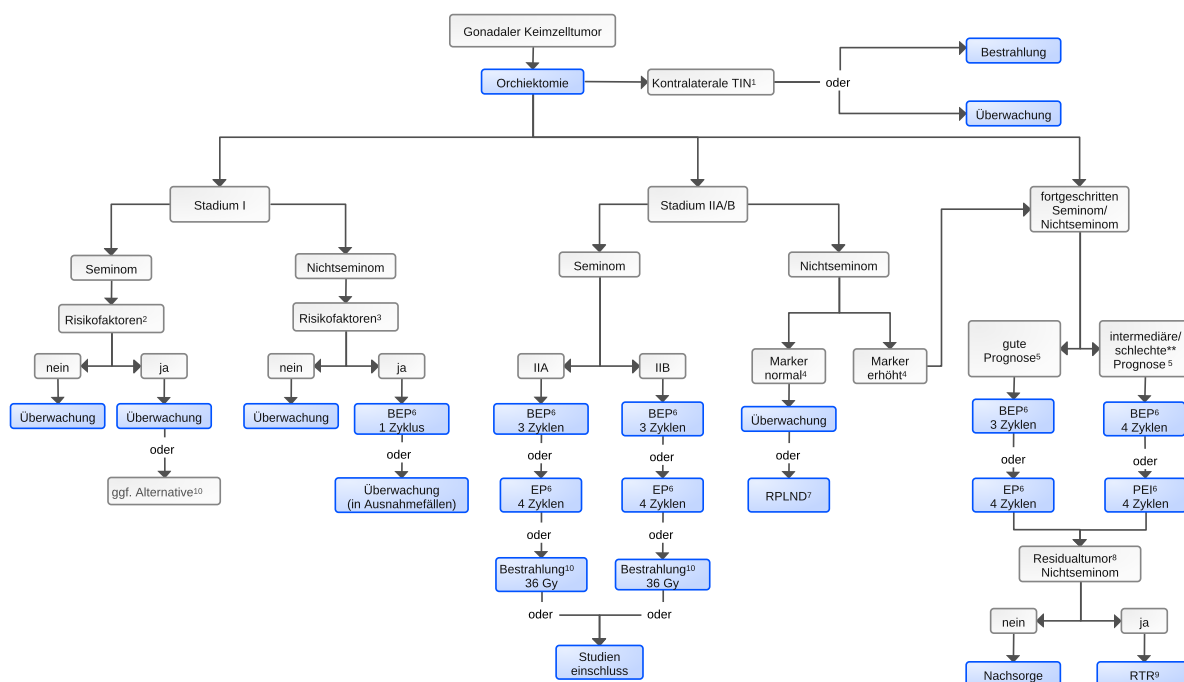 Gonadaler Keimzelltumor
Orchiektomie
Kontralaterale TIN¹
oder
Bestrahlung
Überwachung
Stadium I
Stadium IIA/B
fortgeschritten
Seminom/
Nichtseminom
Seminom
Nichtseminom
Seminom
Nichtseminom
Risikofaktoren²
Risikofaktoren³
nein
ja
nein
ja
IIA
IIB
Marker
normal⁴
Marker
erhöht⁴
gute
Prognose⁵
intermediäre/
schlechte**
Prognose ⁵
Überwachung
Überwachung
oder
ggf. Alternative¹⁰
Überwachung
BEP⁶
1 Zyklus
oder
Überwachung
(in Ausnahmefällen)
BEP⁶
3 Zyklen
oder
EP⁶
4 Zyklen
oder
Bestrahlung¹⁰
36 Gy
oder
BEP⁶
3 Zyklen
oder
EP⁶
4 Zyklen
oder
Bestrahlung¹⁰
36 Gy
oder
Studien
einschluss
Überwachung
oder
RPLND⁷
BEP⁶
3 Zyklen
oder
EP⁶
4 Zyklen
BEP⁶
4 Zyklen
oder
PEI⁶
4 Zyklen
Residualtumor⁸
Nichtseminom
nein
ja
Nachsorge
RTR⁹